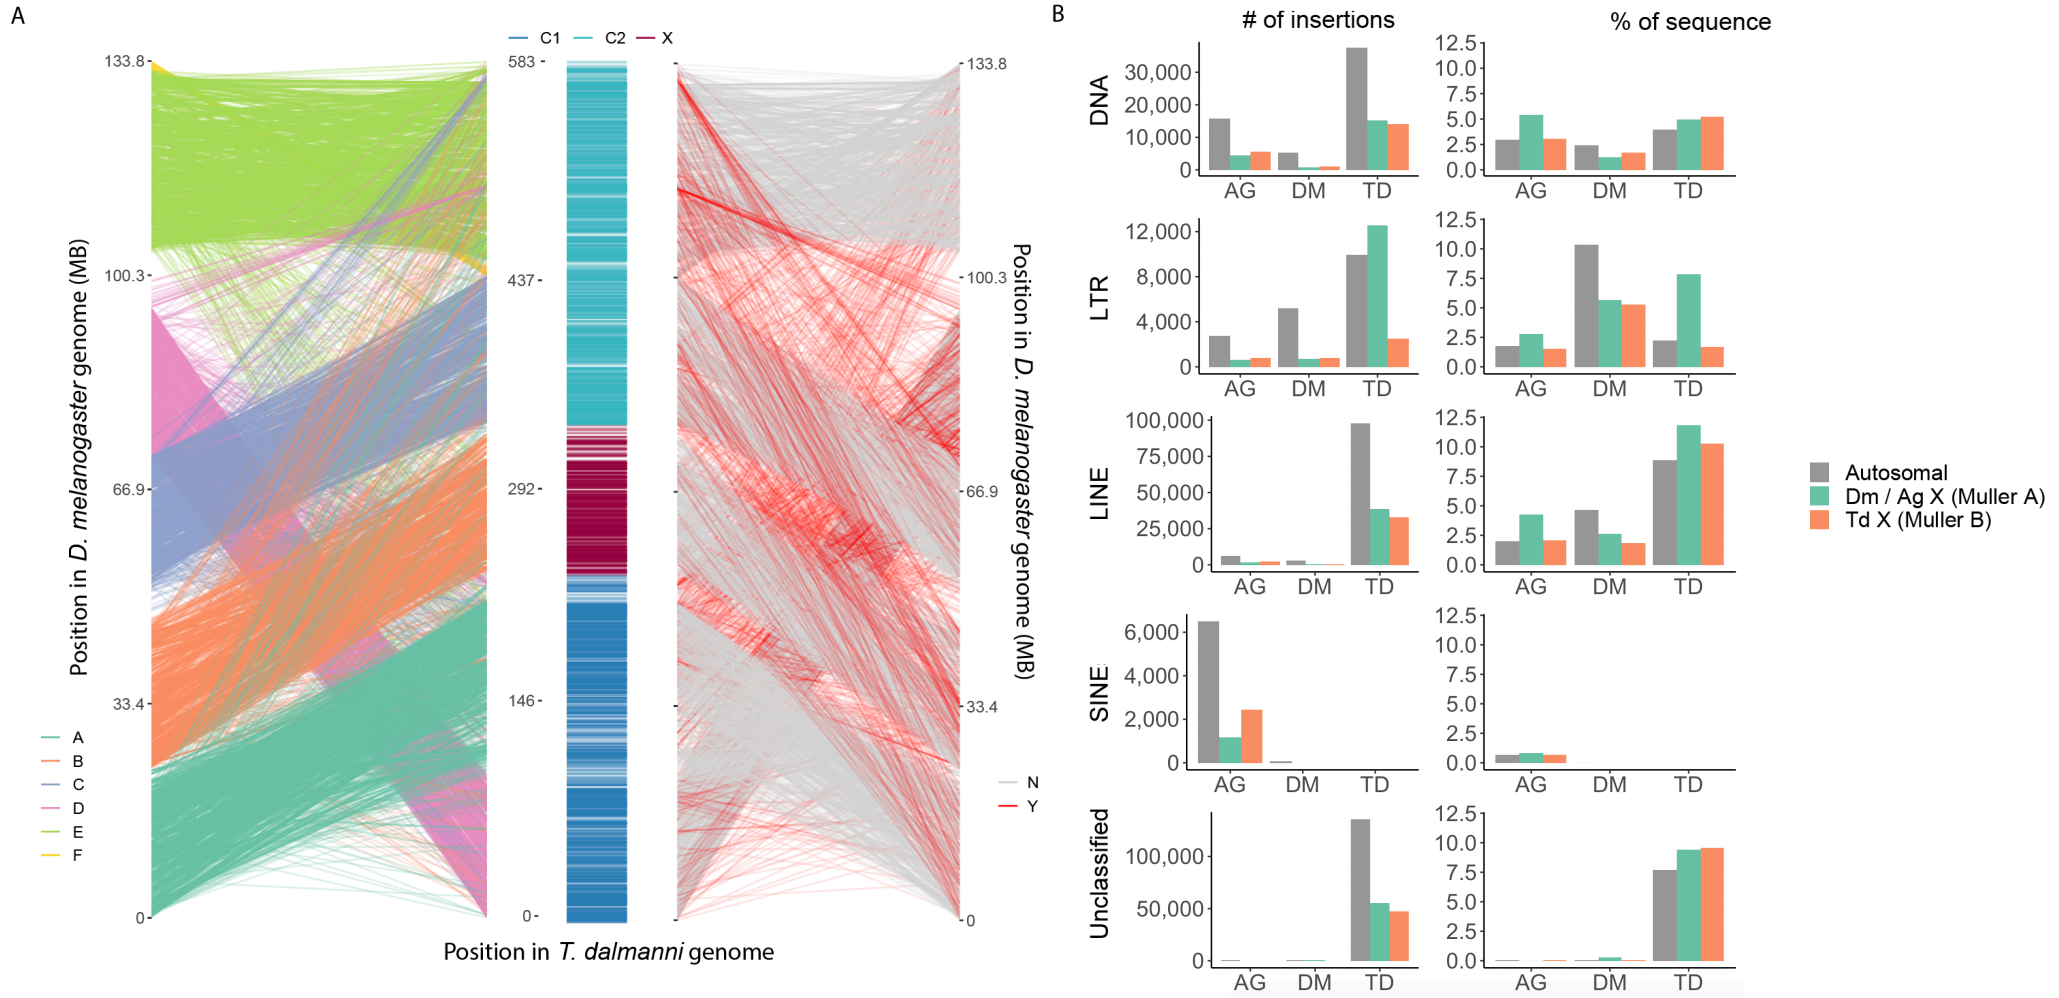 A
C1 C2 X
133.8
100.3
66.9
33.4
0
Position in D. melanogaster genome (MB)
A
B
C
D
E
F
583
437
292
146
0
133.8
100.3
66.9
33.4
0
Position in D. melanogaster genome (MB)
N
Y
Position in T. dalmanni genome
B
# of insertions
% of sequence
DNA
30,000
20,000
10,000
0
AG DM TD
12.5
10.0
7.5
5.0
2.5
0.0
AG DM TD
LTR
12,000
8,000
4,000
0
AG DM TD
12.5
10.0
7.5
5.0
2.5
0.0
AG DM TD
LINE
100,000
75,000
50,000
25,000
0
AG DM TD
12.5
10.0
7.5
5.0
2.5
0.0
AG DM TD
SINE
6,000
4,000
2,000
0
AG DM TD
12.5
10.0
7.5
5.0
2.5
0.0
AG DM TD
Unclassified
100,000
50,000
0
AG DM TD
12.5
10.0
7.5
5.0
2.5
0.0
AG DM TD
Autosomal
Dm / Ag X (Muller A)
Td X (Muller B)